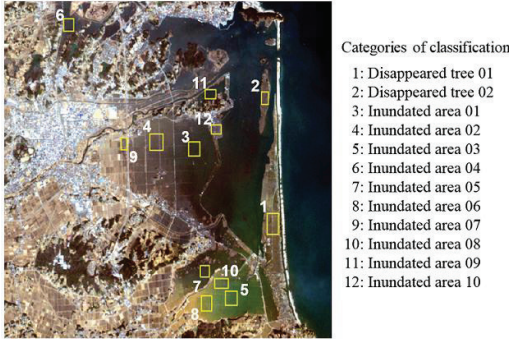 6
11
2
12
4
3
9
1
10
7
5
8
Categories of classification
1: Disappeared tree 01
2: Disappeared tree 02
3: Inundated area 01
4: Inundated area 02
5: Inundated area 03
6: Inundated area 04
7: Inundated area 05
8: Inundated area 06
9: Inundated area 07
10: Inundated area 08
11: Inundated area 09
12: Inundated area 10